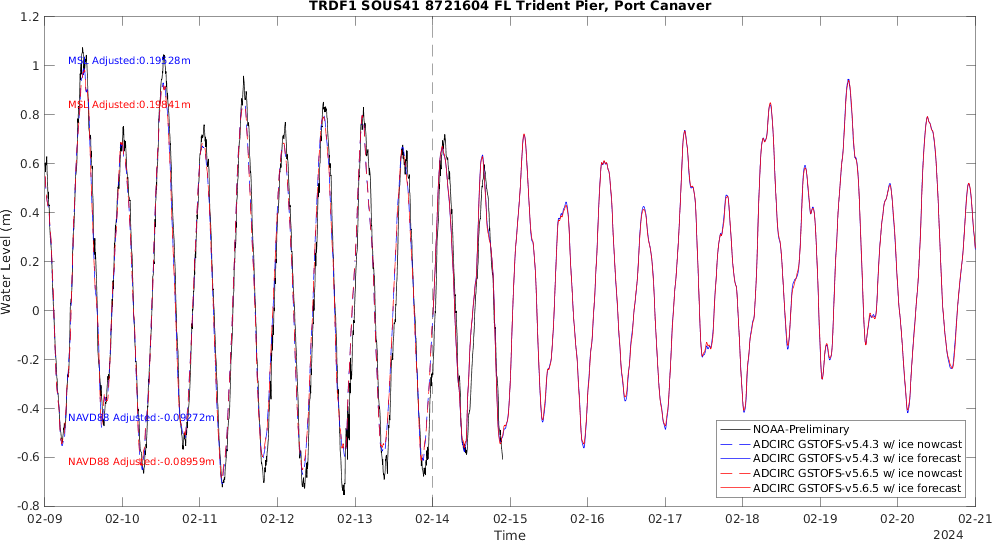 TRDF1 SOUS41 8721604 FL Trident Pier, Port Canaver
1.2
1
0.8
0.6
0.4
0.2
0
-0.2
-0.4
-0.6
-0.8
Water Level (m)
MSL Adjusted:0.19528m
MSL Adjusted:0.19841m
NAVD88 Adjusted:-0.09272m
NAVD88 Adjusted:-0.08959m
NOAA-Preliminary
ADCIRC GSTOFS-v5.4.3 w/ ice nowcast
ADCIRC GSTOFS-v5.4.3 w/ ice forecast
ADCIRC GSTOFS-v5.6.5 w/ ice nowcast
ADCIRC GSTOFS-v5.6.5 w/ ice forecast
02-09 02-10 02-11 02-12 02-13 02-14 02-15 02-16 02-17 02-18 02-19 02-20 02-21
Time
2024